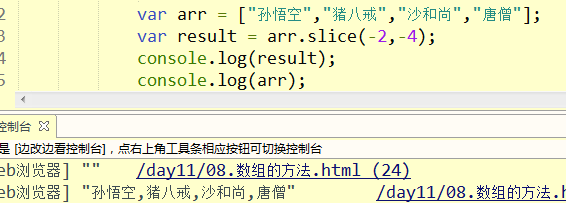 2 var arr = ["孙悟空","猪八戒","沙和尚","唐僧"];
3 var result = arr.slice(-2,-4);
4 console.log(result);
5 console.log(arr);
控制台
是 [边改边看控制台]，点右上角工具条相应按钮可切换控制台
eb浏览器] "" /day11/08.数组的方法.html (24)
eb浏览器] "孙悟空,猪八戒,沙和尚,唐僧" /day11/08.数组的方法.h